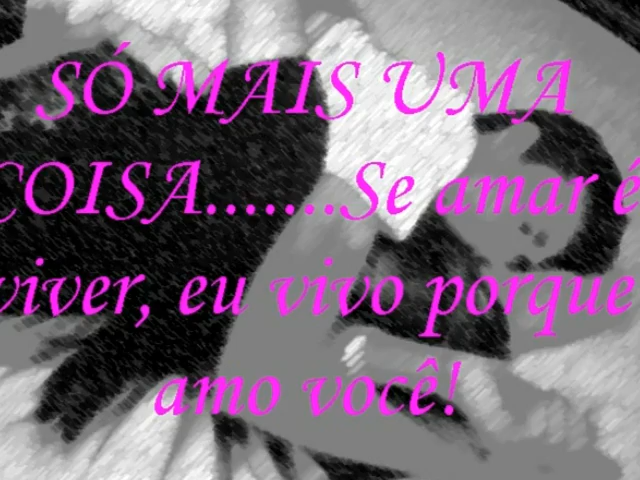 SÓ MAIS UMA
COISA.......Se amar é
viver, eu vivo porque
amo você!